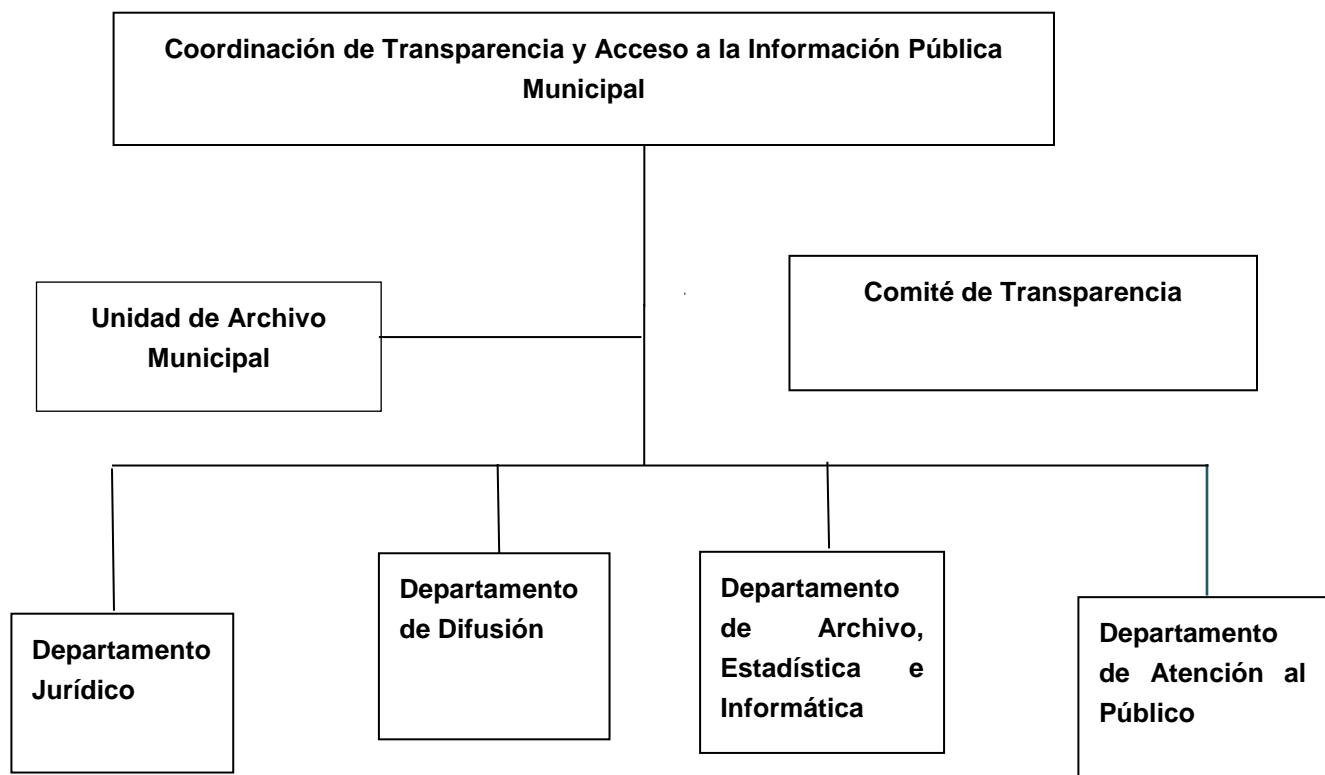 Coordinación de Transparencia y Acceso a la Información Pública
Municipal
Unidad de Archivo
Municipal
Comité de Transparencia
Departamento
Jurídico
Departamento
de Difusión
Departamento
de Archivo,
Estadística e
Informática
Departamento
de Atención al
Público